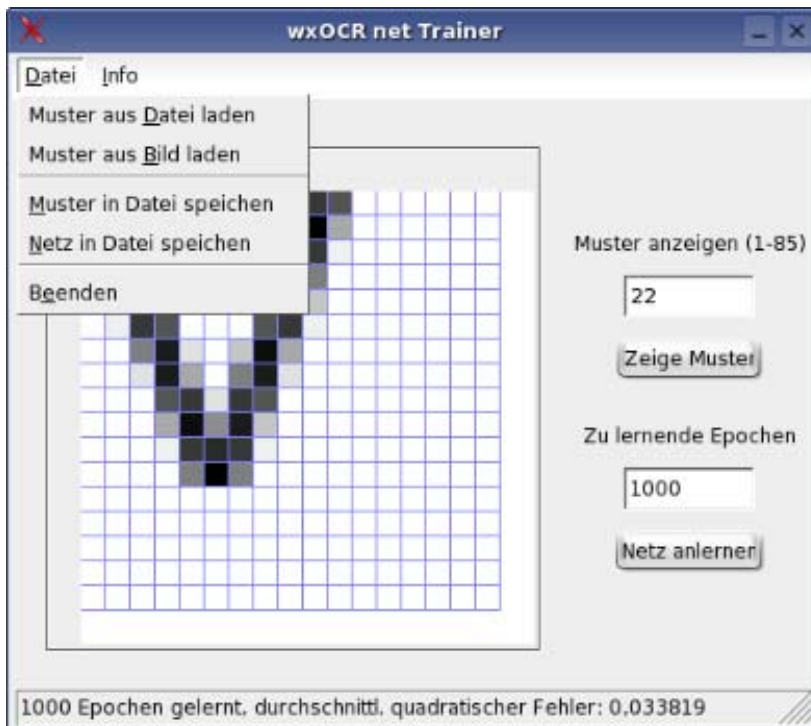 wxOCR net Trainer
Datei Info
Muster aus Datei laden
Muster aus Bild laden
Muster in Datei speichen
Netz in Datei speichen
Beenden
Muster anzeigen (1-85)
22
Zeige Muster
Zu lernende Epochen
1000
Netz anlernen
1000 Epochen gelernt, durchschnittl. quadratischer Fehler: 0,033819